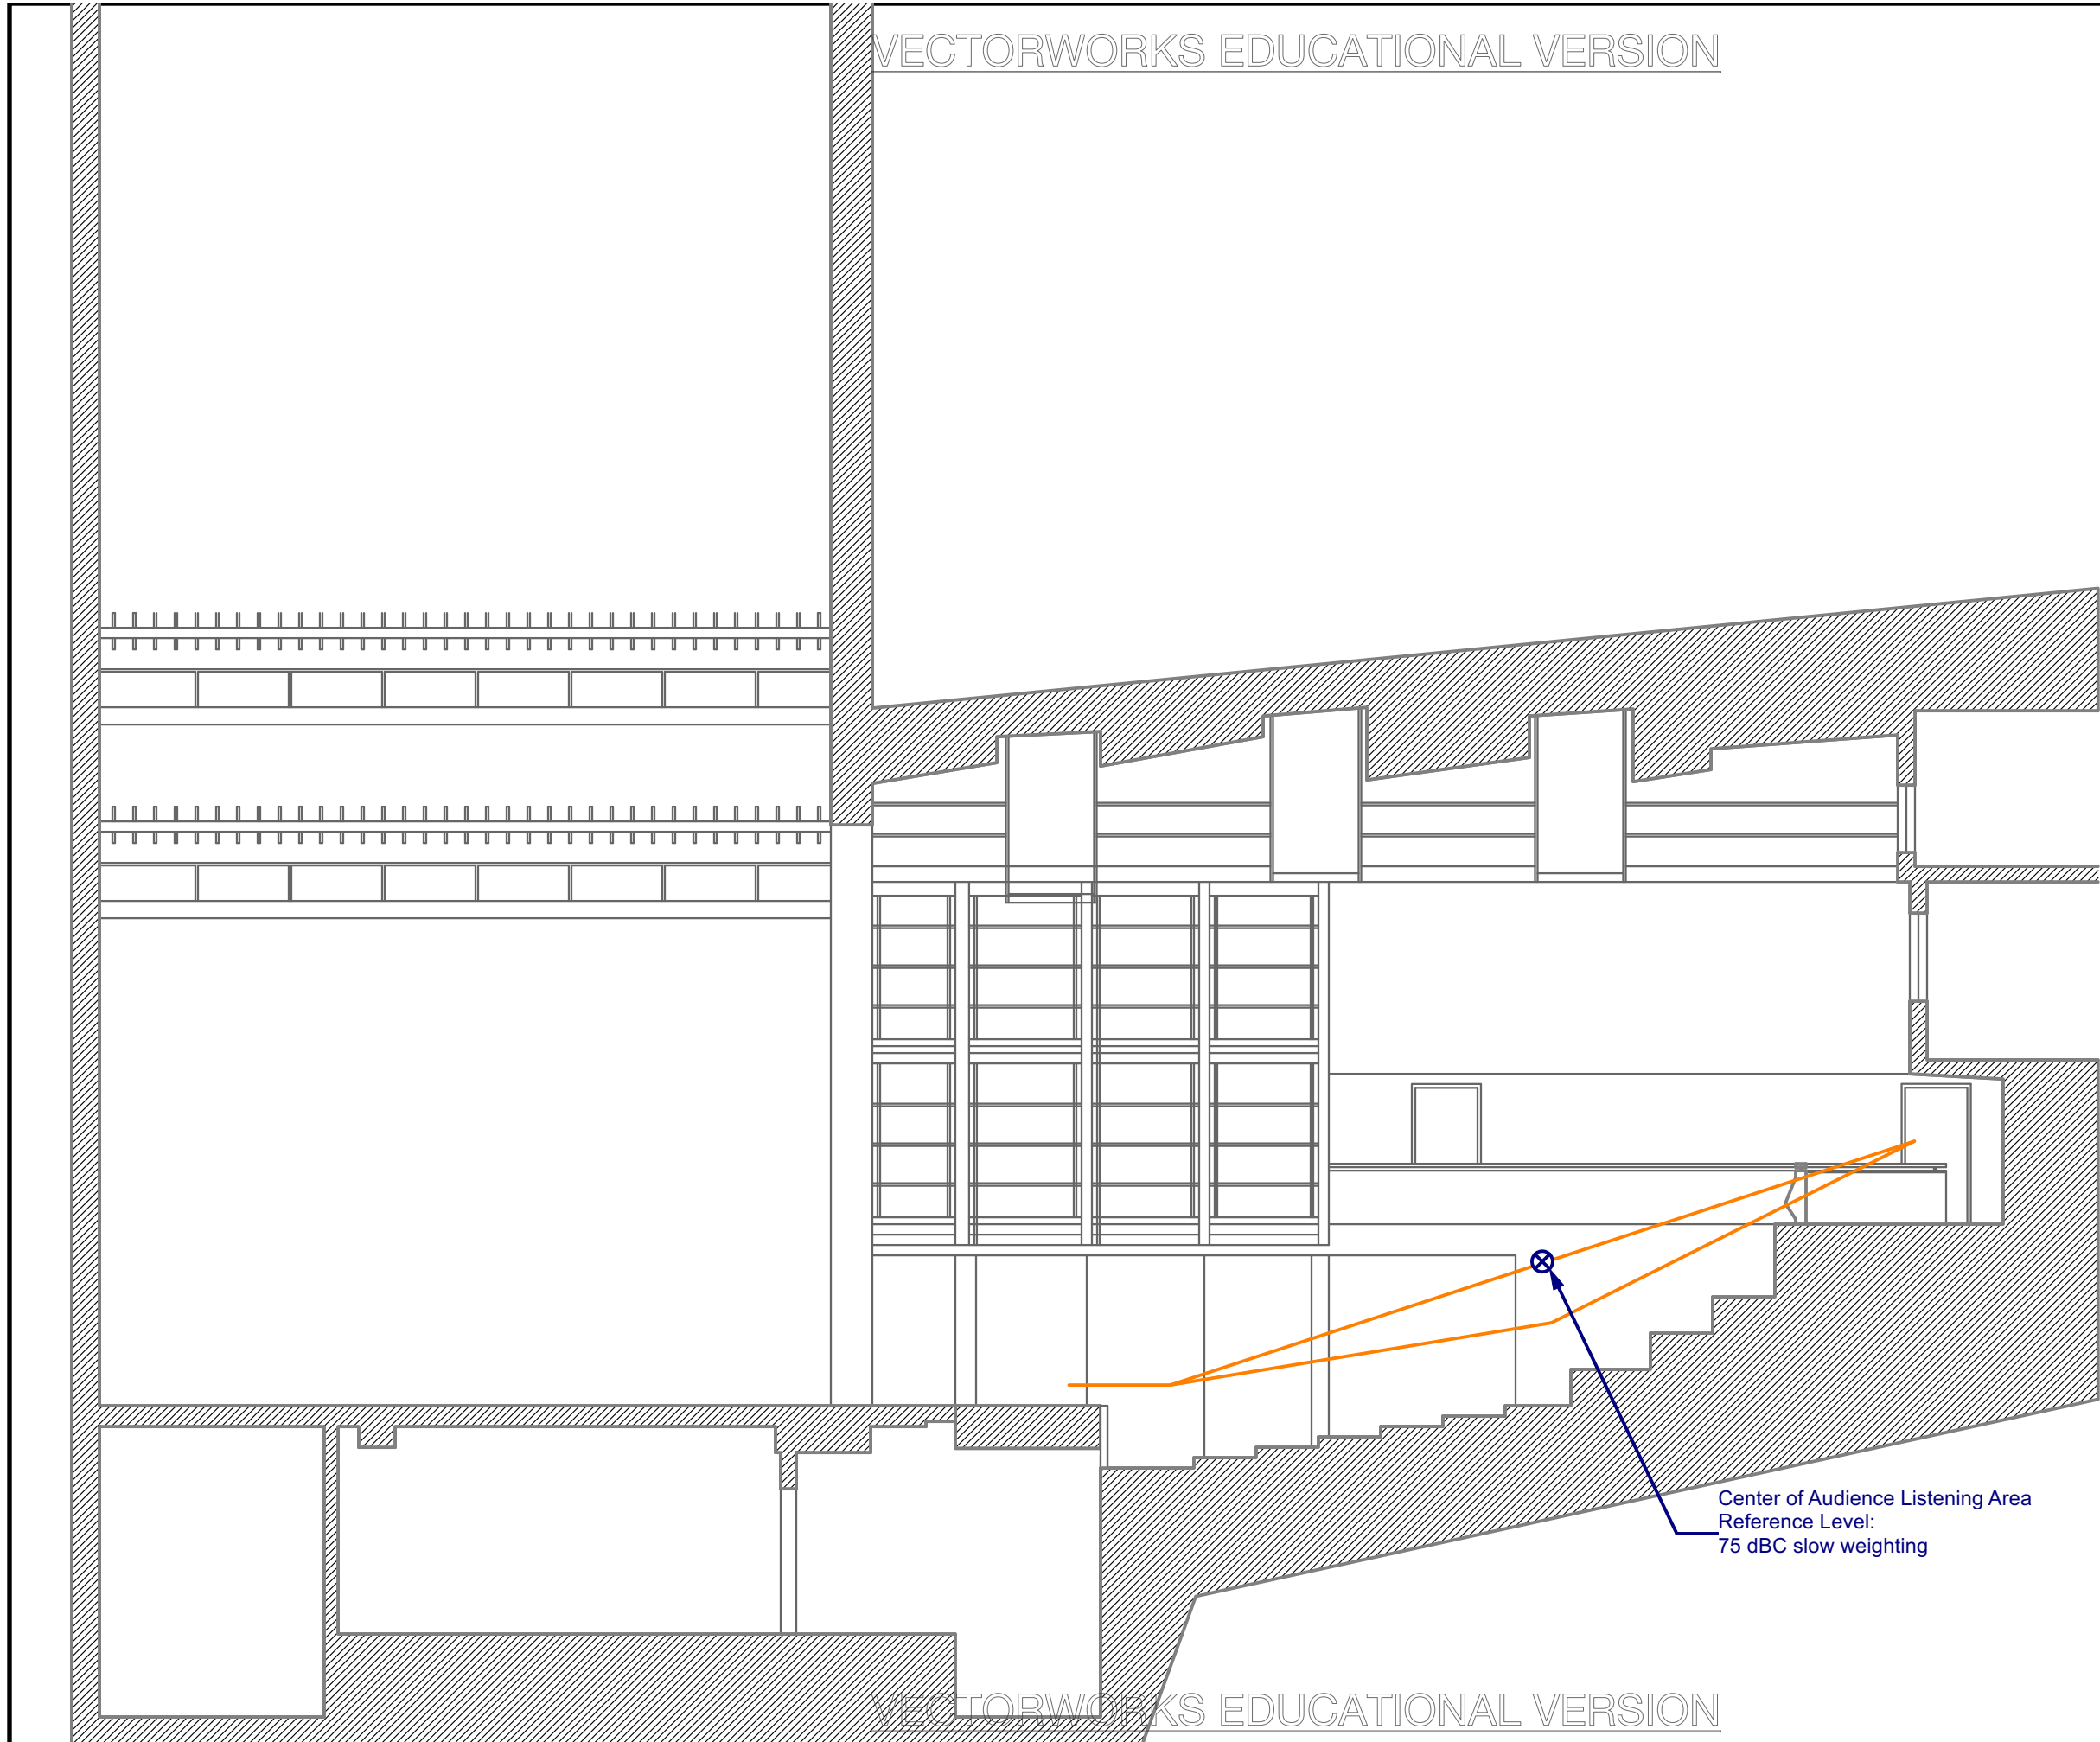 VECTORWORKS EDUCATIONAL VERSION
Center of Audience Listening Area
Reference Level:
75 dBC slow weighting
VECTORWORKS EDUCATIONAL VERSION